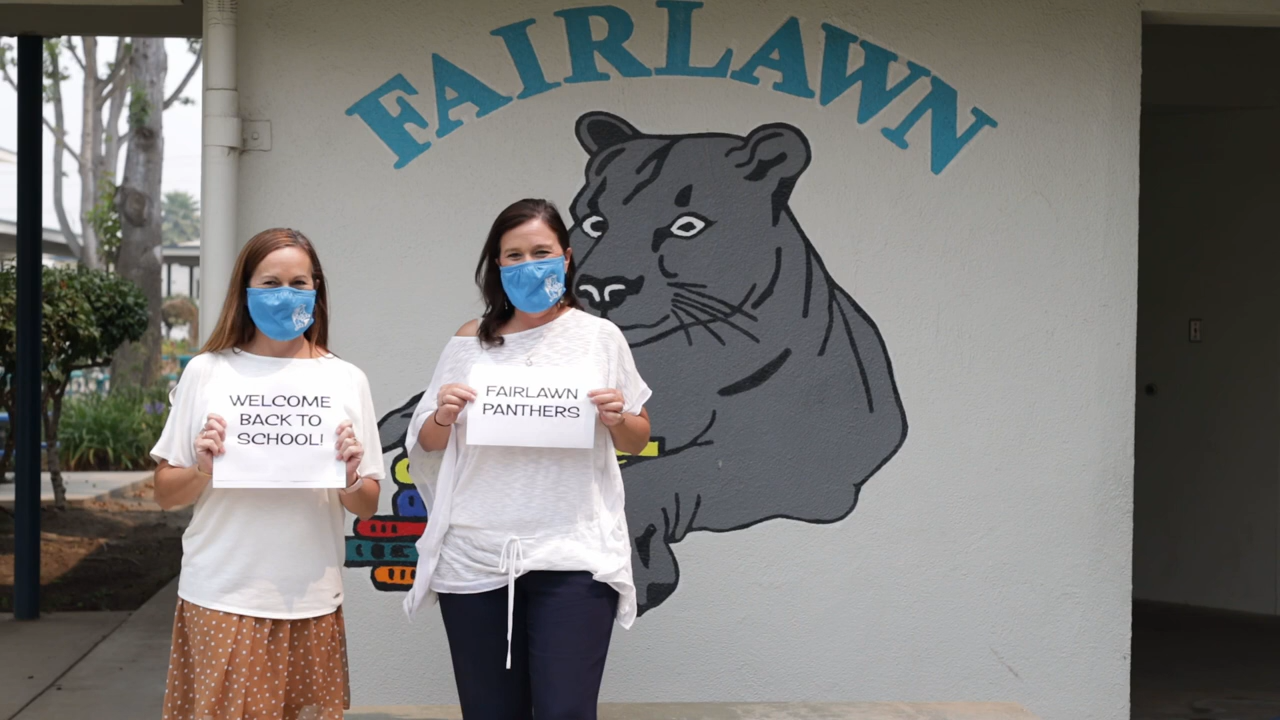 FAIRLAWN
WELCOME
BACK TO
SCHOOL!
FAIRLAWN
PANTHERS